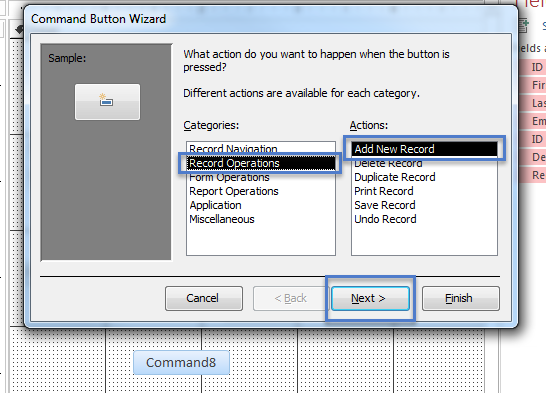 Command Button Wizard
Sample:
What action do you want to happen when the button is
pressed?
Different actions are available for each category.
Categories:
Actions:
Record Navigation
Record Operations
Form Operations
Report Operations
Application
Miscellaneous
Add New Record
Delete Record
Duplicate Record
Print Record
Save Record
Undo Record
Cancel
< Back
Next >
Finish
Command8
ID
Firs
Las
Em
ID
De
Re